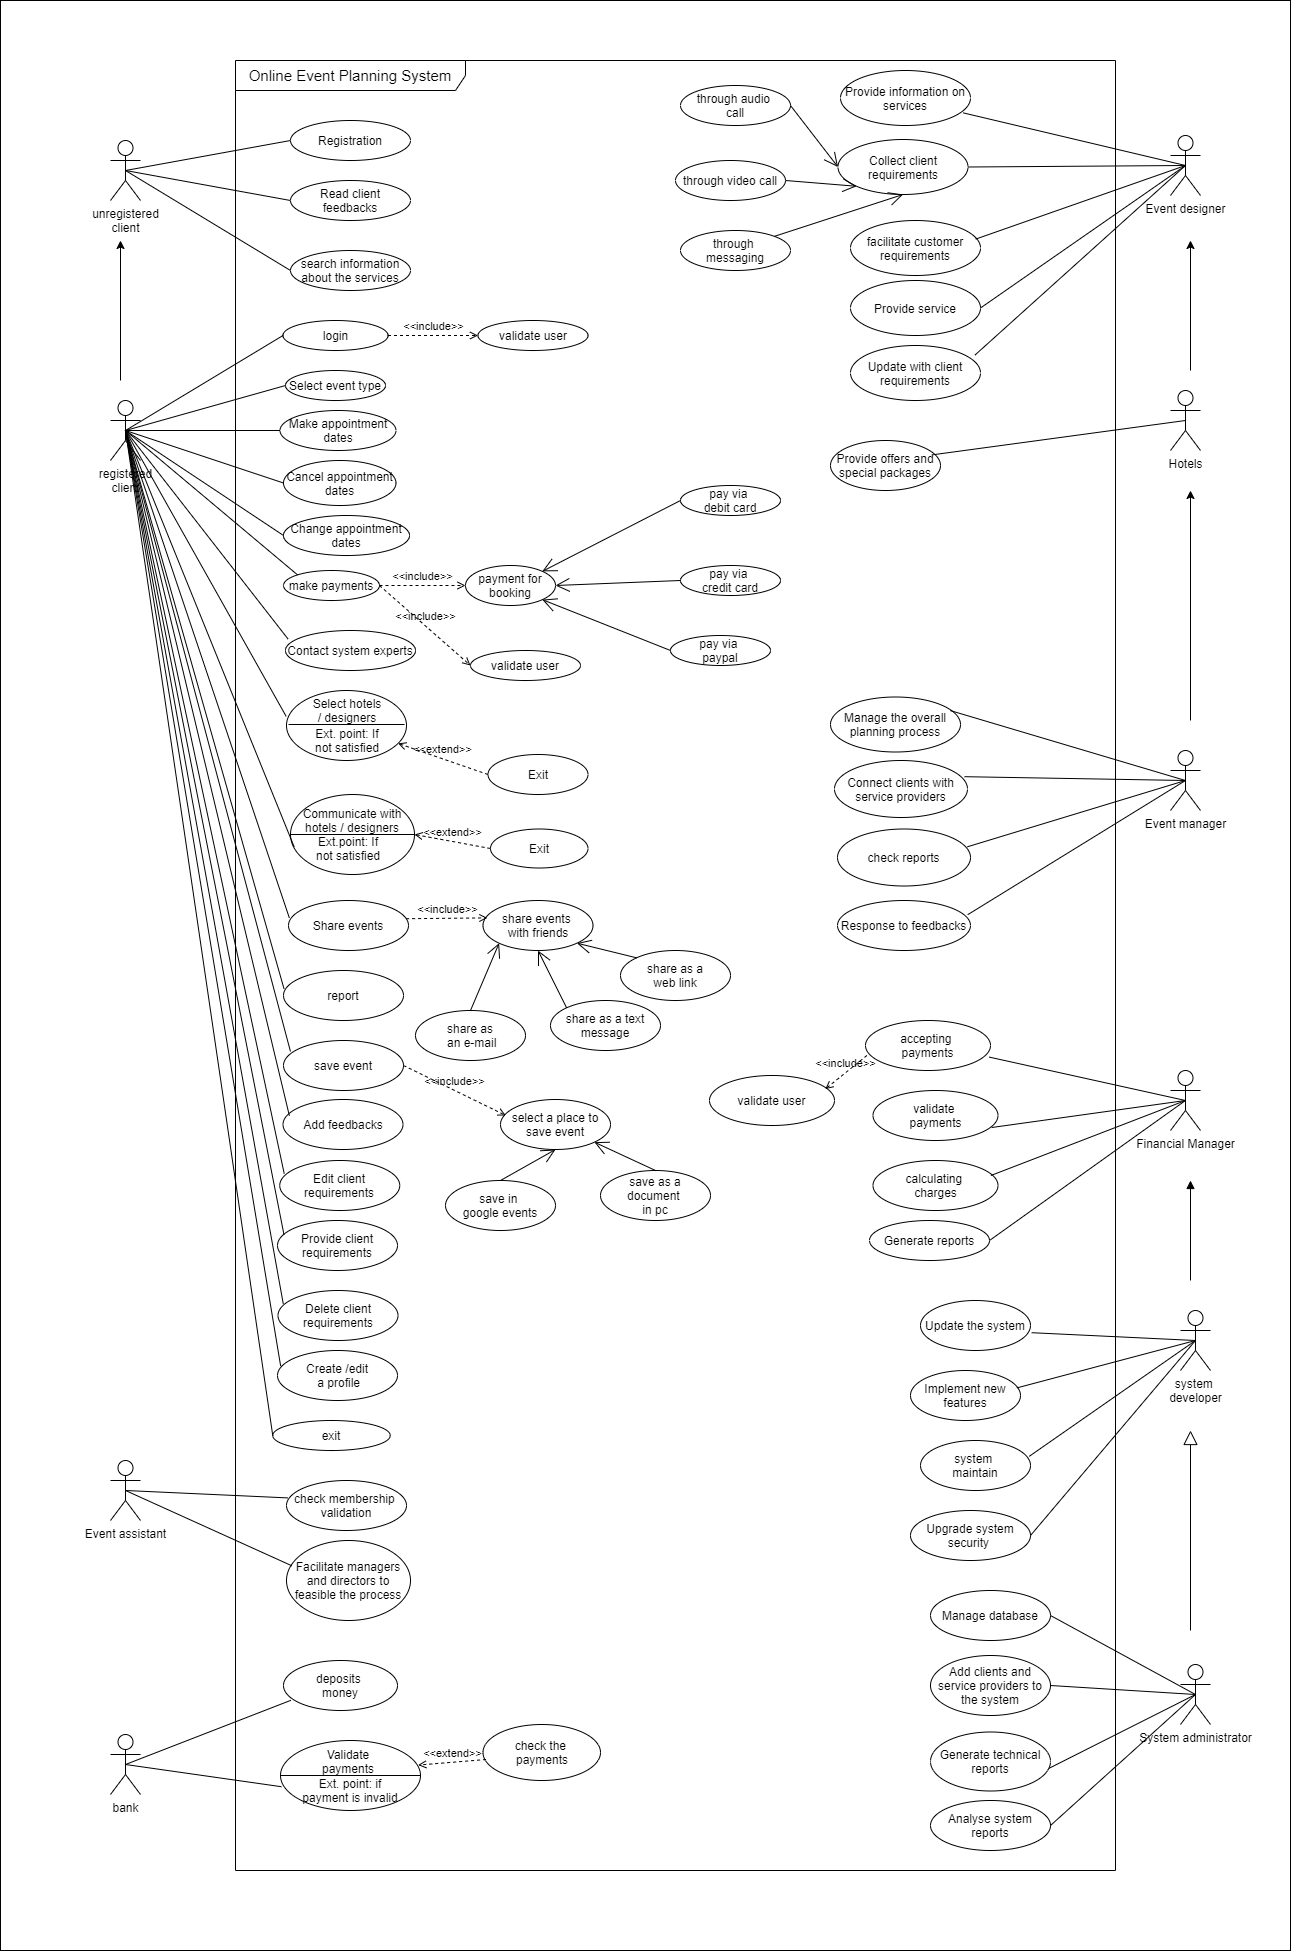 Online Event Planning System
unregistered
client
Registration
Read client
feedbacks
search information
about the services
registered
client
login
<<include>>
validate user
Select event type
Make appointment
dates
Cancel appointment
dates
Change appointment
dates
make payments
<<include>>
payment for
booking
pay via
debit card
pay via
credit card
pay via
paypal
<<include>>
validate user
Contact system experts
Select hotels
/ designers
Ext. point: If
not satisfied
<<extend>>
Exit
Communicate with
hotels / designers
Ext.point: If
not satisfied
<<extend>>
Exit
Share events
<<include>>
share events
with friends
share as a
web link
share as
an e-mail
share as a text
message
report
save event
<<include>>
select a place to
save event
save in
google events
save as a
document
in pc
Add feedbacks
Edit client
requirements
Provide client
requirements
Delete client
requirements
Create /edit
a profile
exit
Event assistant
check membership
validation
Facilitate managers
and directors to
feasible the process
bank
deposits
money
Validate
payments
Ext. point: if
payment is invalid
<<extend>>
check the
payments
through audio
call
through video call
through
messaging
Provide information on
services
Collect client
requirements
facilitate customer
requirements
Provide service
Update with client
requirements
Event designer
Provide offers and
special packages
Hotels
Manage the overall
planning process
Connect clients with
service providers
check reports
Response to feedbacks
Event manager
accepting
payments
<<include>>
validate user
validate
payments
calculating
charges
Generate reports
Financial Manager
Update the system
Implement new
features
system
maintain
Upgrade system
security
system
developer
Manage database
Add clients and
service providers to
the system
Generate technical
reports
Analyse system
reports
System administrator